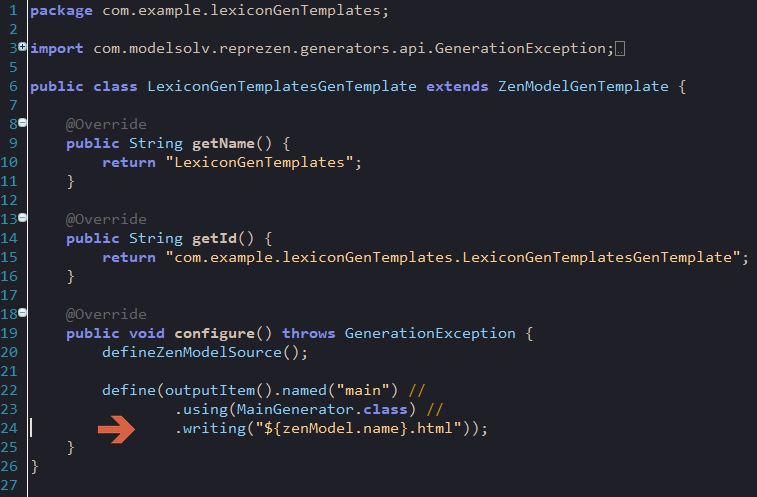 1 package com.example.lexiconGenTemplates;
2
3 import com.modelsolv.reprezen.generators.api.GenerationException;
5
6 public class LexiconGenTemplatesGenTemplate extends ZenModelGenTemplate {
7
8     @Override
9     public String getName() {
10         return "LexiconGenTemplates";
11     }
12
13     @Override
14     public String getId() {
15         return "com.example.lexiconGenTemplates.LexiconGenTemplatesGenTemplate";
16     }
17
18     @Override
19     public void configure() throws GenerationException {
20         defineZenModelSource();
21
22         define(outputItem().named("main") //
23                 .using(MainGenerator.class) //
24                 .writing("${zenModel.name}.html"));
25     }
26 }
27